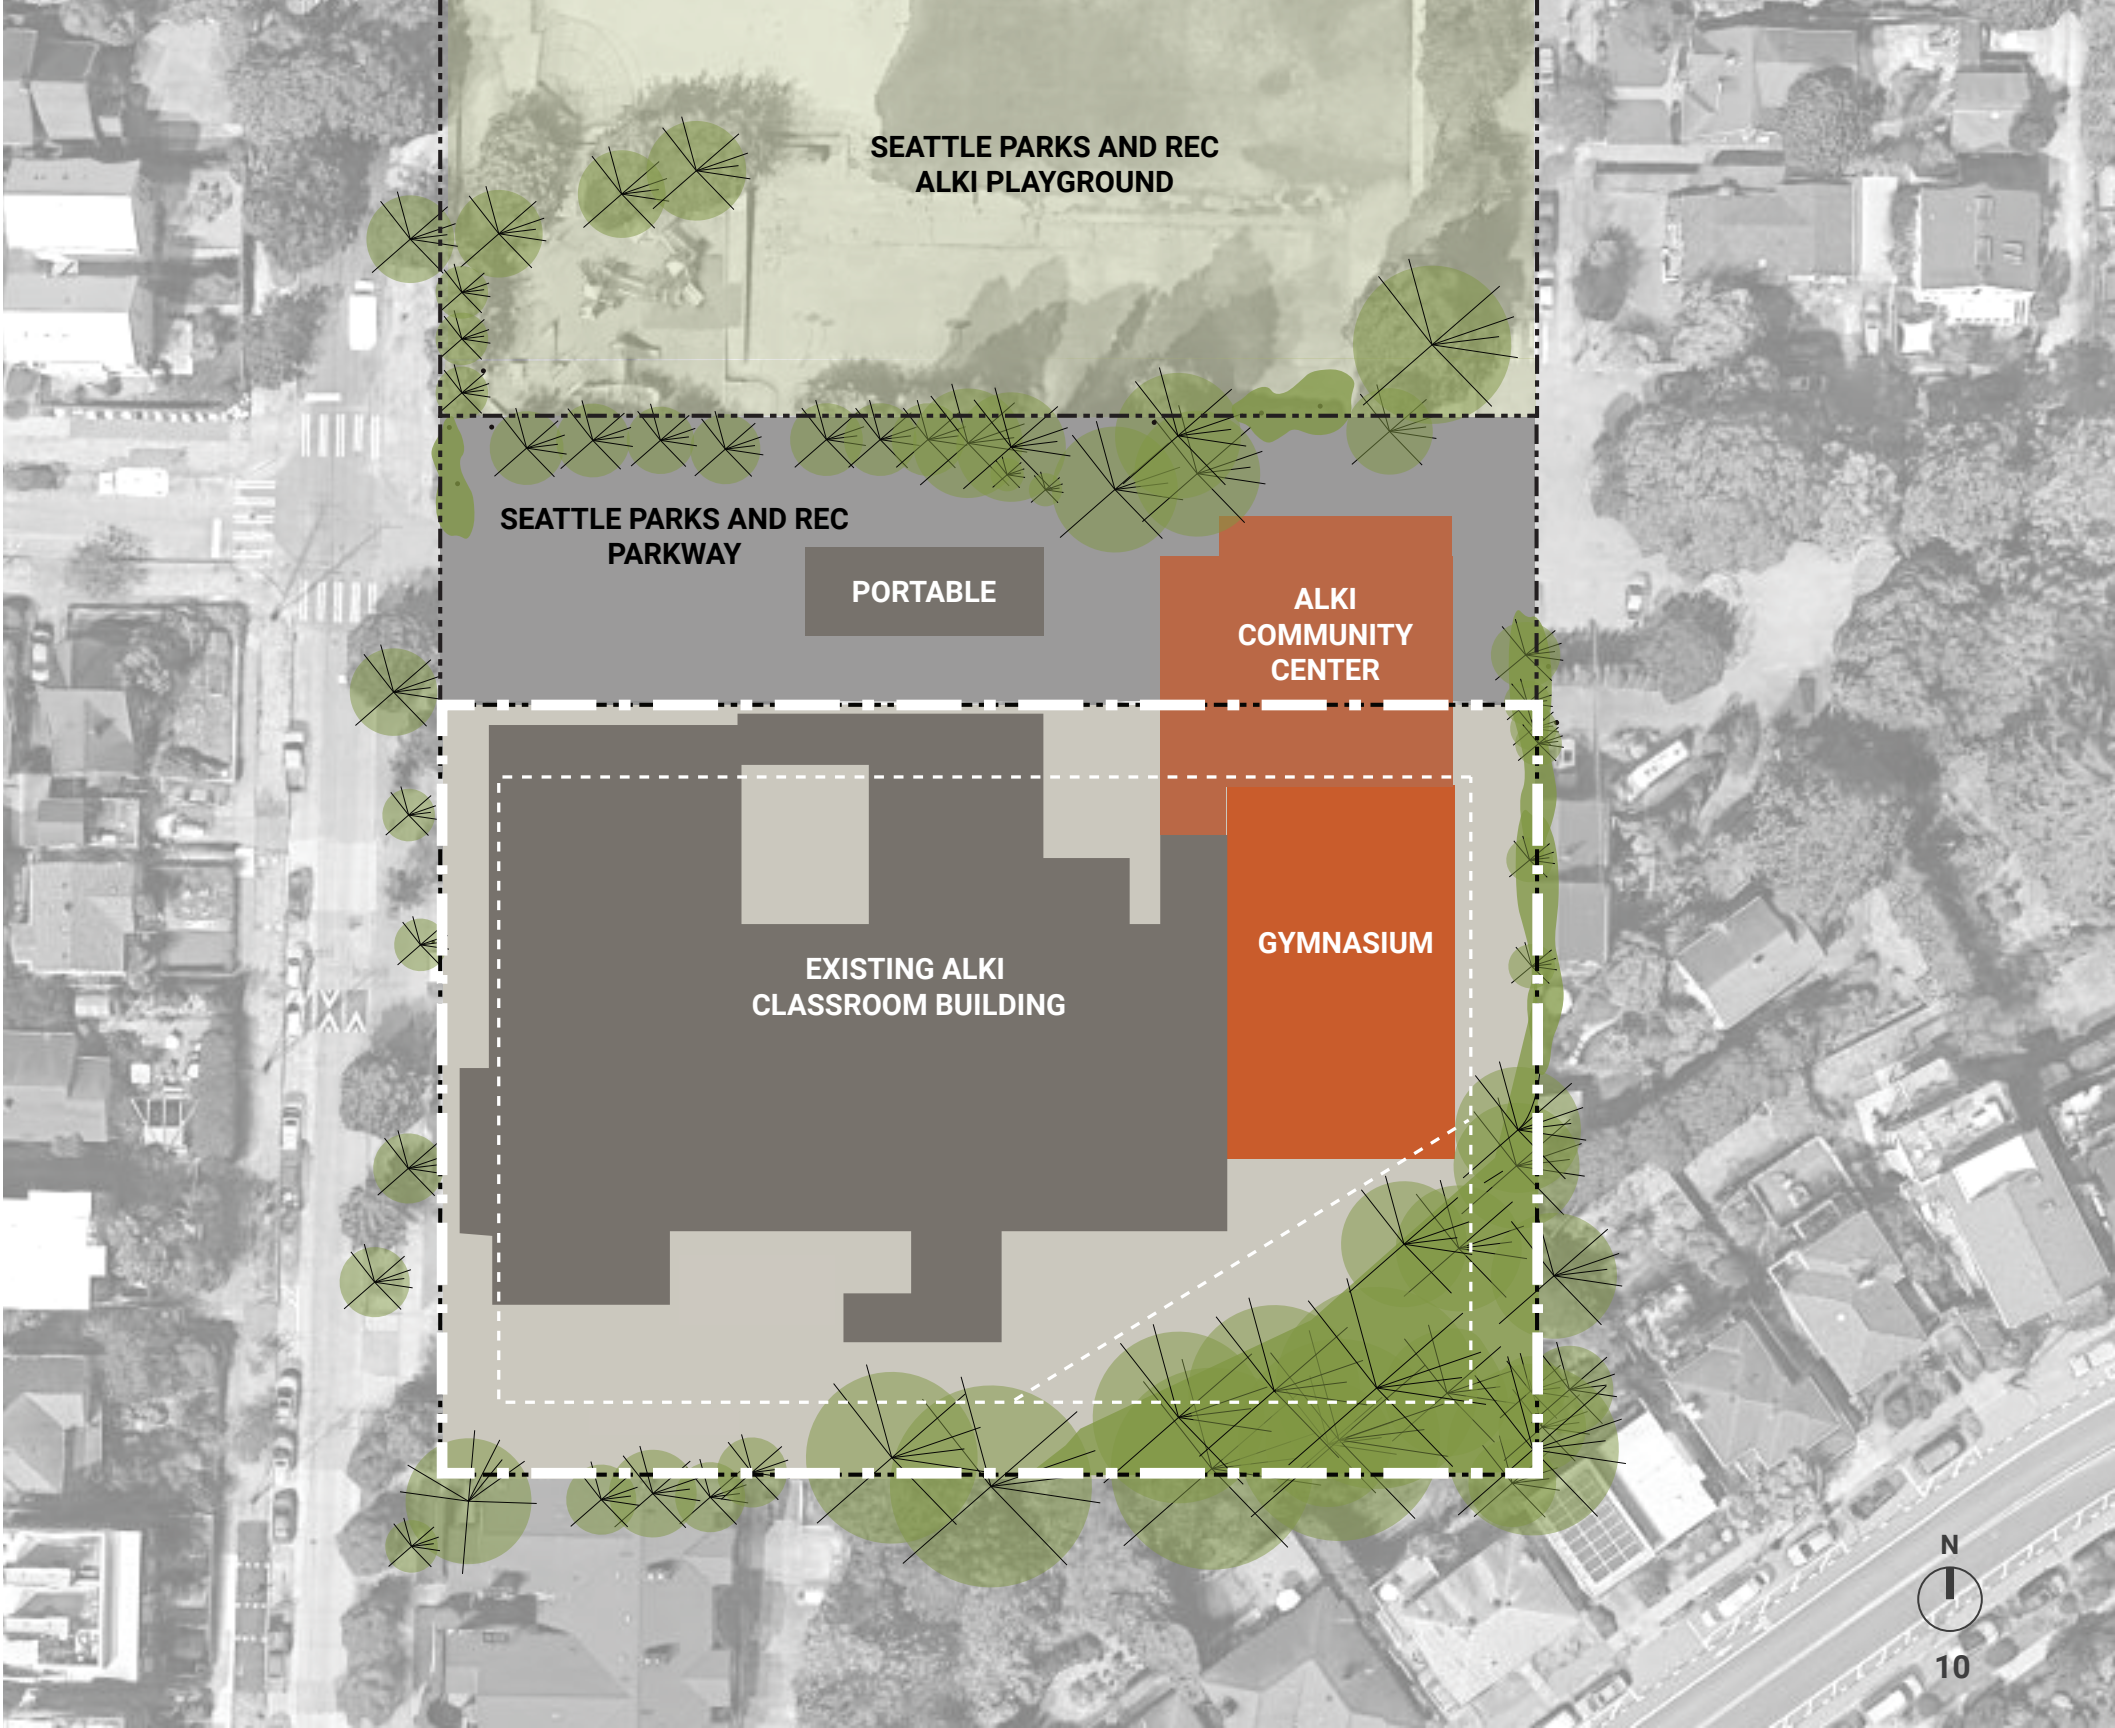 SEATTLE PARKS AND REC
ALKI PLAYGROUND
SEATTLE PARKS AND REC
PARKWAY
PORTABLE
ALKI
COMMUNITY
CENTER
GYMNASIUM
EXISTING ALKI
CLASSROOM BUILDING
N
10